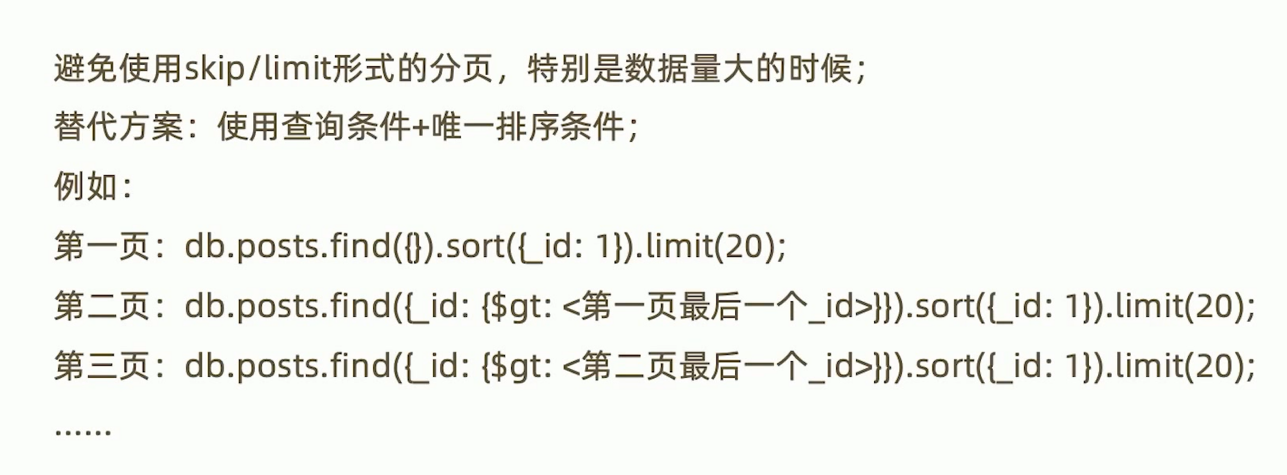 避免使用skip/limit形式的分页，特别是数据量大的时候；
替代方案：使用查询条件+唯一排序条件；
例如：
第一页：db.posts.find({}).sort({_id: 1}).limit(20);
第二页：db.posts.find({_id: {$gt: <第一页最后一个_id>}}).sort({_id: 1}).limit(20);
第三页：db.posts.find({_id: {$gt: <第二页最后一个_id>}}).sort({_id: 1}).limit(20);
......